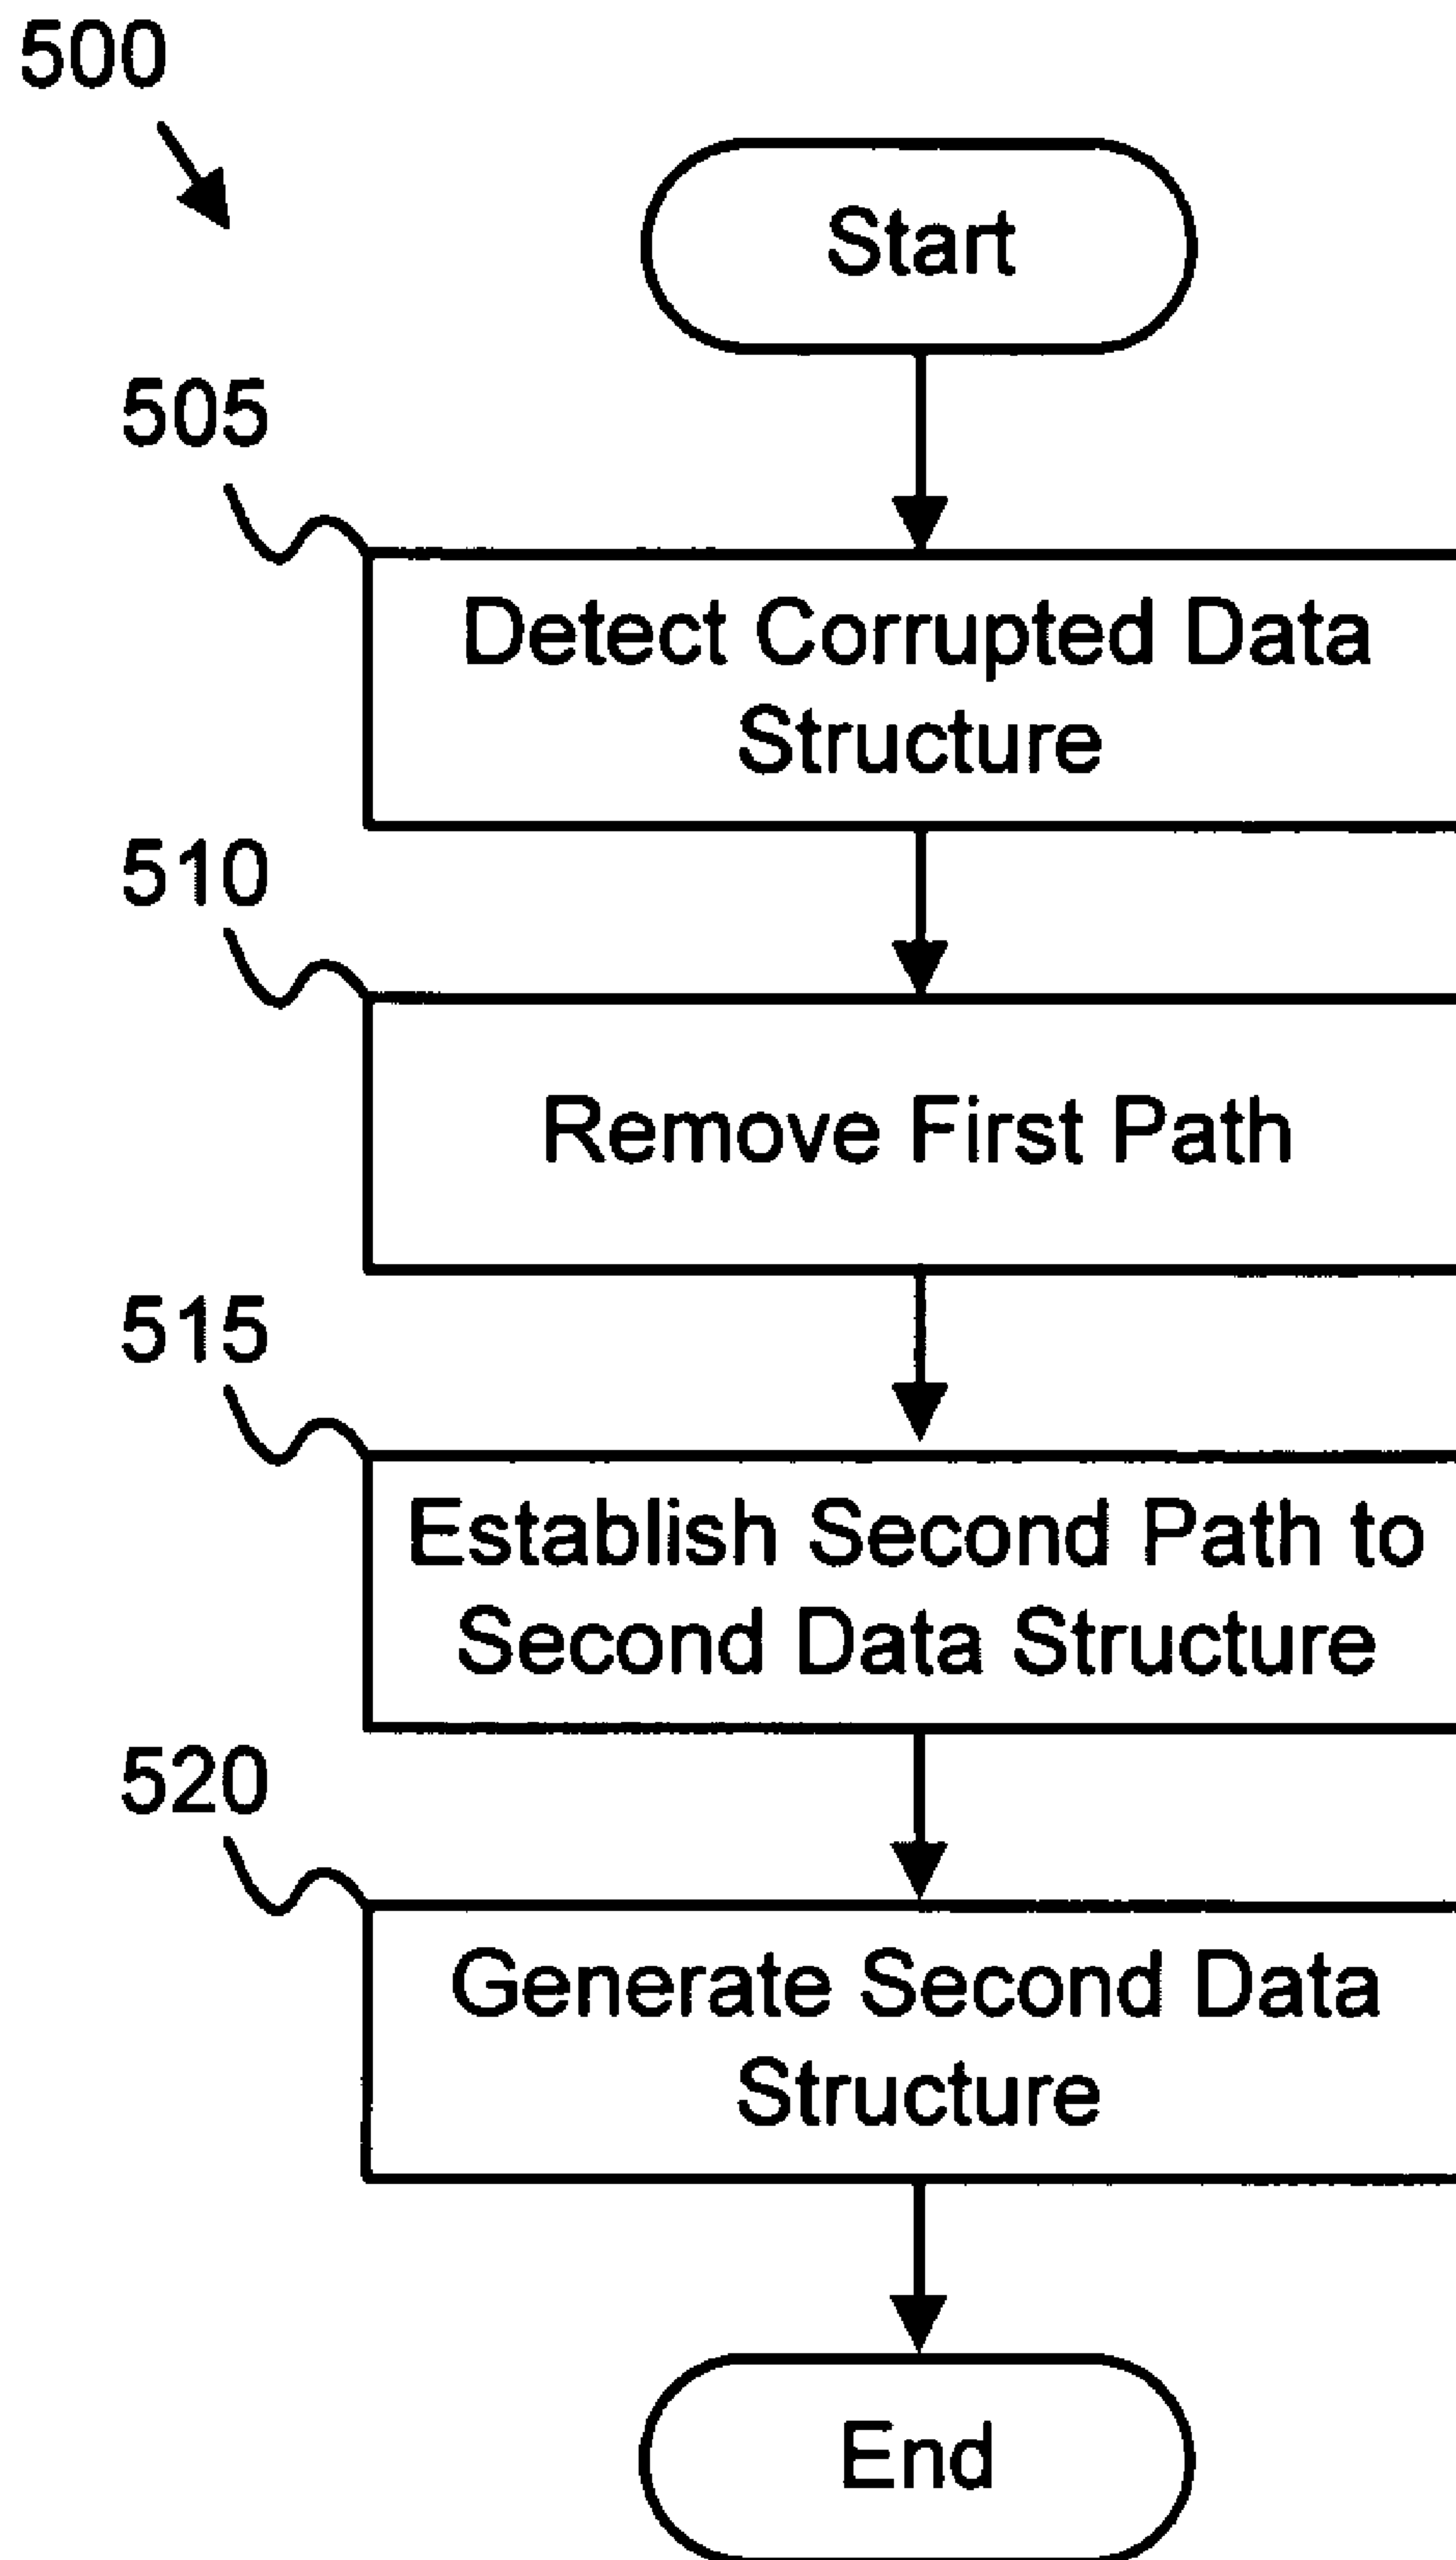 500
Start
505
Detect Corrupted Data
Structure
510
Remove First Path
515
Establish Second Path to
Second Data Structure
520
Generate Second Data
Structure
End